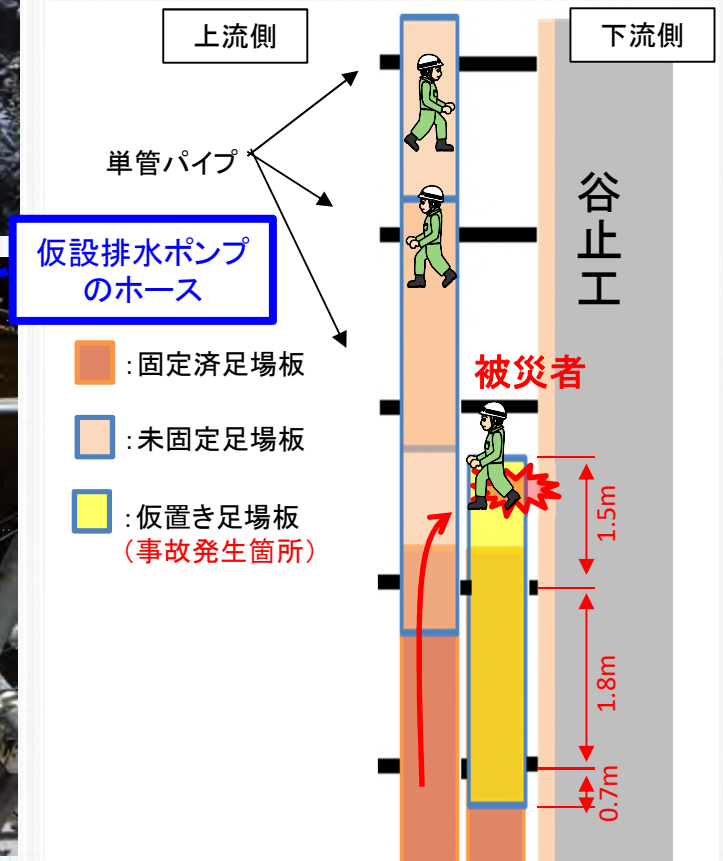 上流側
下流側
単管パイプ
谷止工
仮設排水ポンプ
のホース
被災者
:固定済足場板
:未固定足場板
:仮置き足場板
(事故発生箇所)
1.5m
1.8m
0.7m